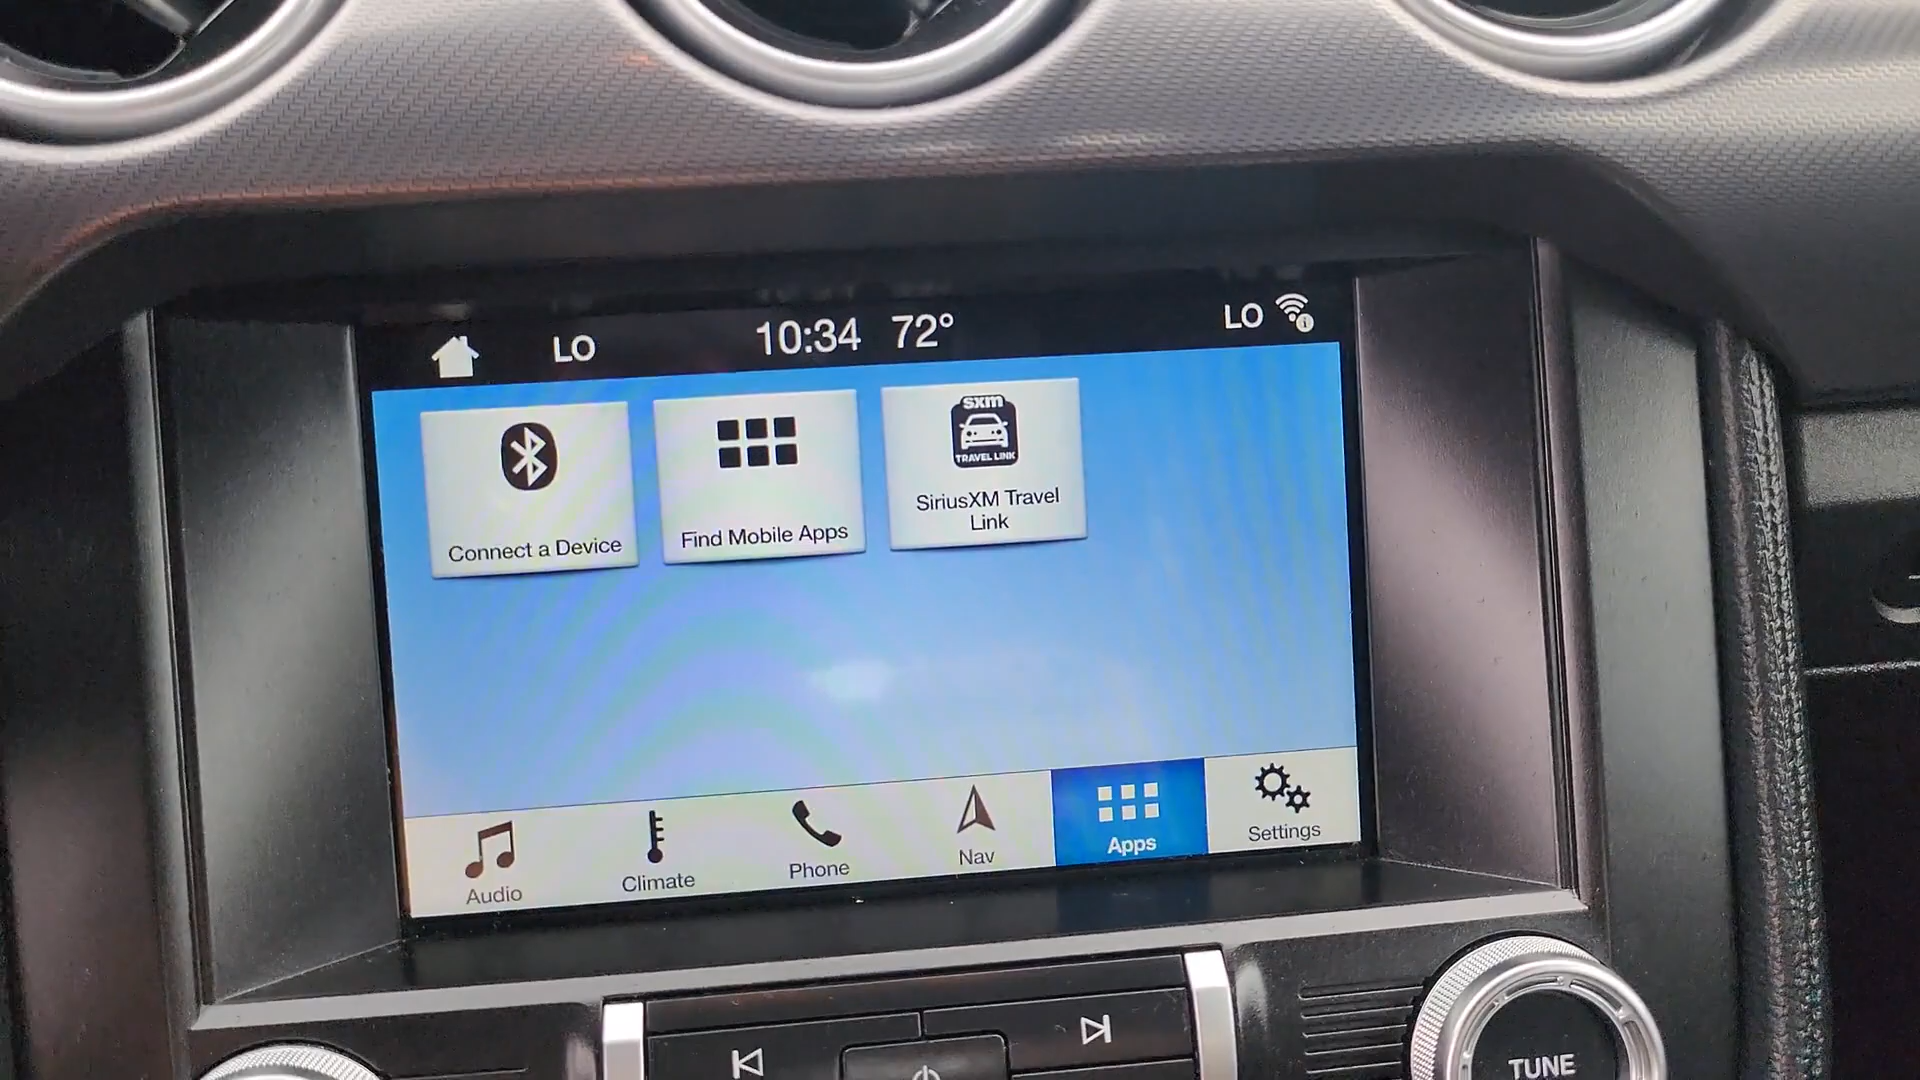 LO 10:34 72° LO
sxm
TRAVEL LINK
Connect a Device
Find Mobile Apps
SiriusXM Travel
Link
Audio
Climate
Phone
Nav
Apps
Settings
TUNE